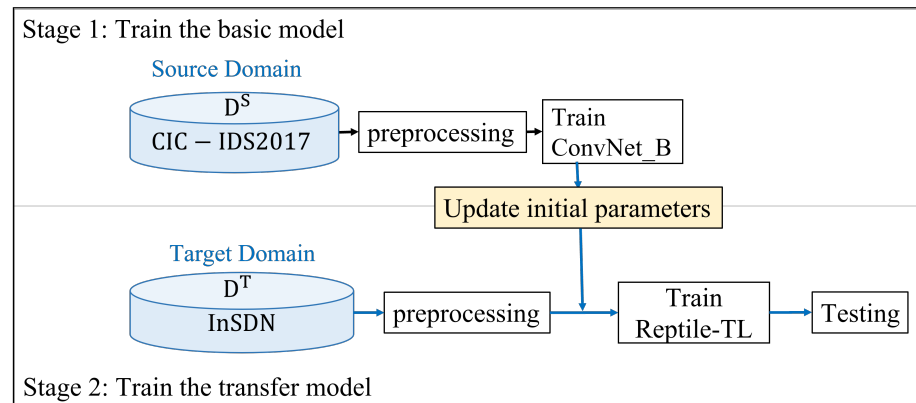 Stage 1: Train the basic model
Source Domain
D^S
CIC – IDS2017
preprocessing
Train
ConvNet_B
Update initial parameters
Target Domain
D^T
InSDN
preprocessing
Train
Reptile-TL
Testing
Stage 2: Train the transfer model